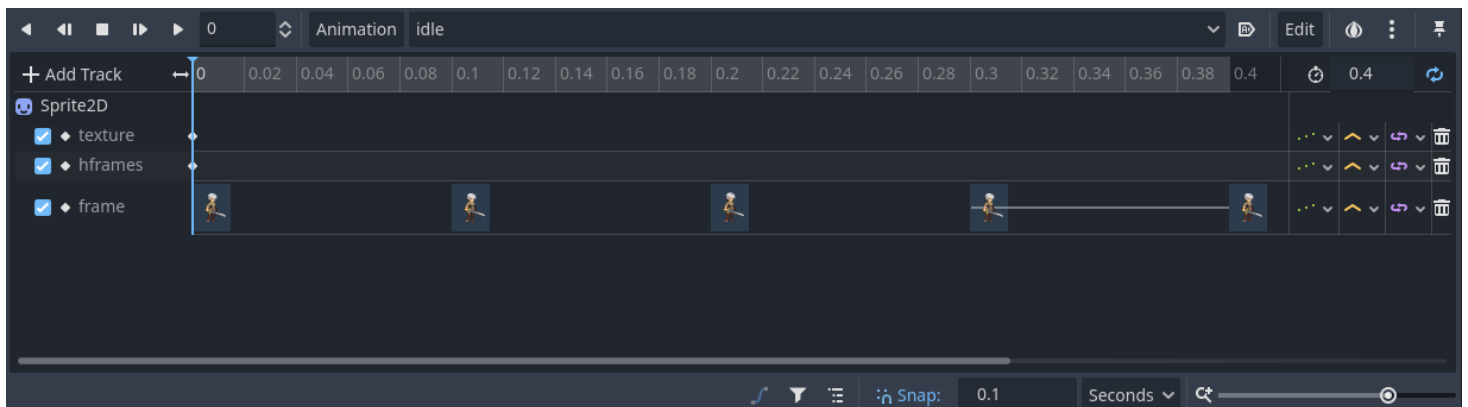 0 Animation idle Edit
Add Track 0 0.02 0.04 0.06 0.08 0.1 0.12 0.14 0.16 0.18 0.2 0.22 0.24 0.26 0.28 0.3 0.32 0.34 0.36 0.38 0.4 0.4
Sprite2D
texture
hframes
frame
Snap: 0.1 Seconds